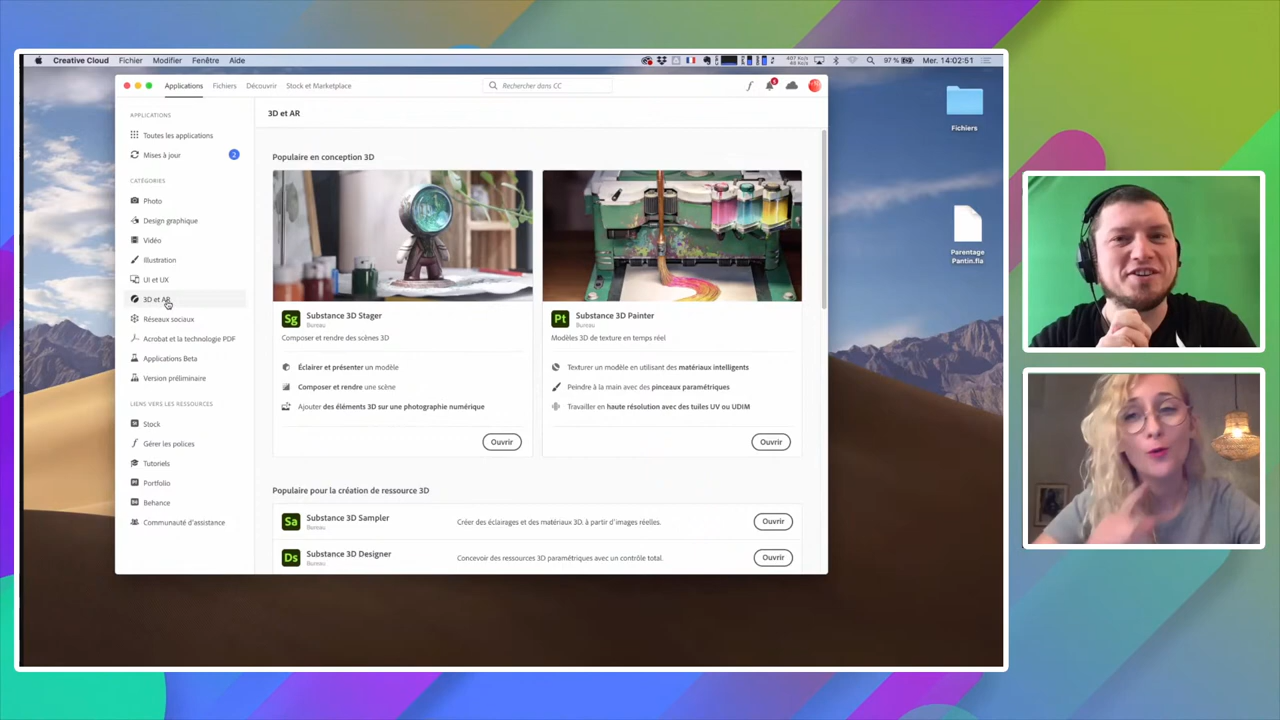 Creative Cloud Fichier Modifier Fenêtre Aide
97 % Mer. 14:02:51
Applications Fichiers Découvrir Stock et Marketplace
Rechercher dans CC
APPLICATIONS
Toutes les applications
Mises à jour 2
CATÉGORIES
Photo
Design graphique
Vidéo
Illustration
UI et UX
3D et AR
Réseaux sociaux
Acrobat et la technologie PDF
Applications Beta
Version préliminaire
LIENS VERS LES RESSOURCES
St Stock
Gérer les polices
Tutoriels
Portfolio
Behance
Communauté d'assistance
3D et AR
Populaire en conception 3D
Sg Substance 3D Stager
Bureau
Composer et rendre des scènes 3D
Éclairer et présenter un modèle
Composer et rendre une scène
Ajouter des éléments 3D sur une photographie numérique
Ouvrir
Pt Substance 3D Painter
Bureau
Modèles 3D de texture en temps réel
Texturer un modèle en utilisant des matériaux intelligents
Peindre à la main avec des pinceaux paramétriques
Travailler en haute résolution avec des tuiles UV ou UDIM
Ouvrir
Populaire pour la création de ressource 3D
Sa Substance 3D Sampler
Bureau
Créer des éclairages et des matériaux 3D, à partir d'images réelles.
Ouvrir
Ds Substance 3D Designer
Bureau
Concevoir des ressources 3D paramétriques avec un contrôle total.
Ouvrir
Fichiers
Parentage
Pantin.fla